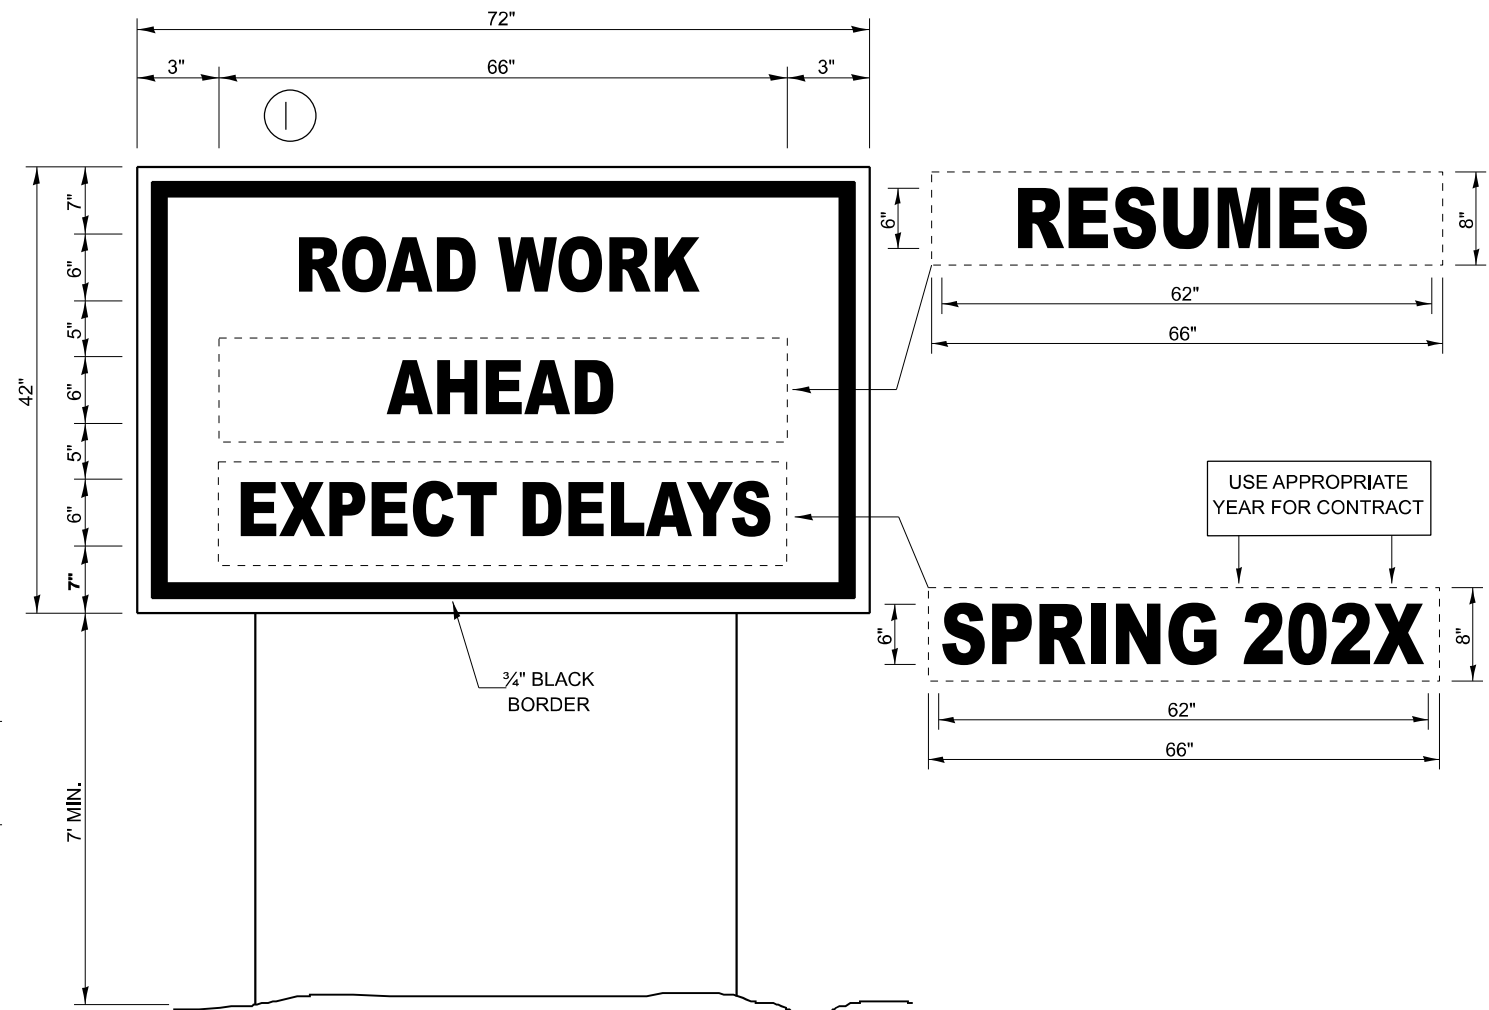 72"
3"
66"
3"
I
7"
6"
5"
6"
5"
6"
7"
42"
7' MIN.
ROAD WORK
AHEAD
EXPECT DELAYS
¾" BLACK
BORDER
6"
RESUMES
8"
62"
66"
USE APPROPRIATE
YEAR FOR CONTRACT
6"
SPRING 202X
8"
62"
66"